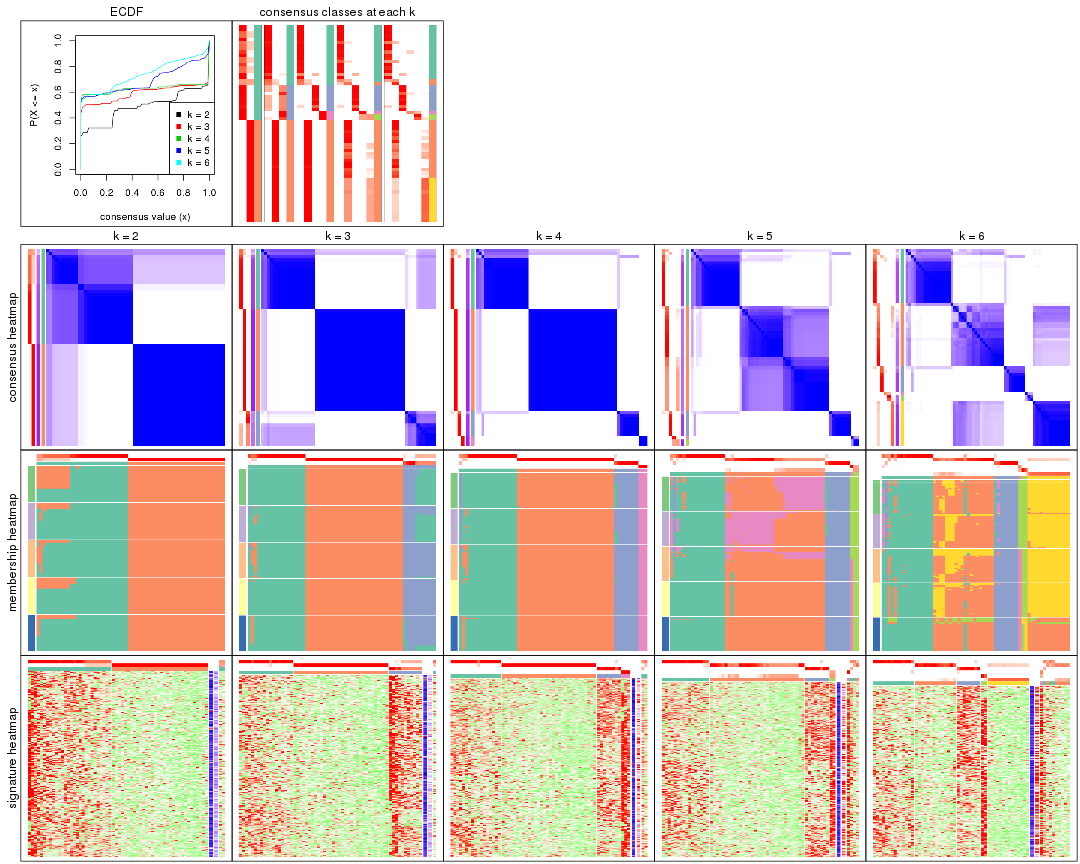 ECDF
consensus classes at each k
P(X <= x)
0.0 0.2 0.4 0.6 0.8 1.0
k = 2
k = 3
k = 4
k = 5
k = 6
0.0 0.2 0.4 0.6 0.8 1.0
consensus value (x)
k = 2
k = 3
k = 4
k = 5
k = 6
consensus heatmap
membership heatmap
signature heatmap